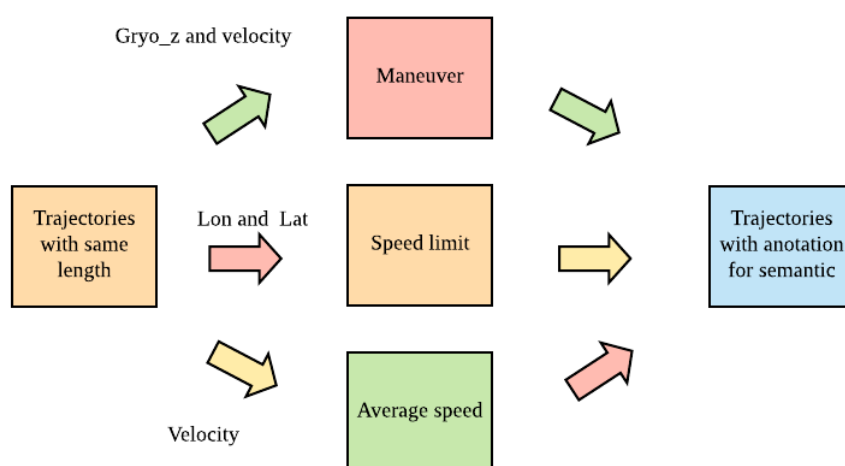 Gryo_z and velocity
Maneuver
Trajectories
with same
length
Lon and Lat
Speed limit
Trajectories
with anotation
for semantic
Average speed
Velocity